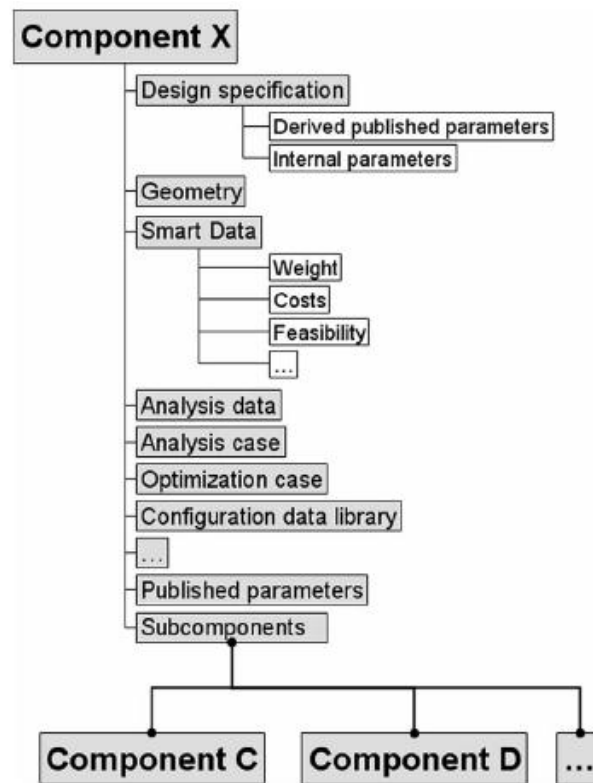 Component X
Design specification
Derived published parameters
Internal parameters
Geometry
Smart Data
Weight
Costs
Feasibility
...
Analysis data
Analysis case
Optimization case
Configuration data library
...
Published parameters
Subcomponents
Component C
Component D
...